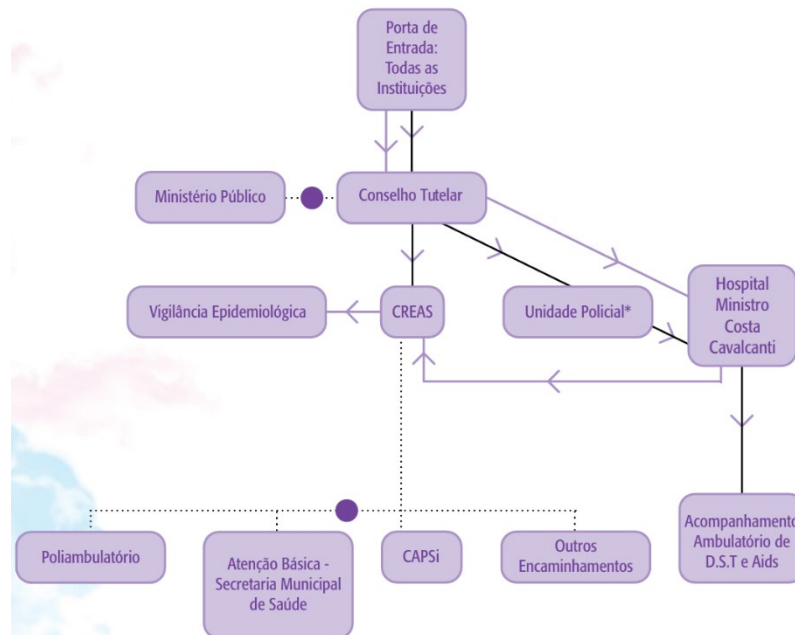 Porta de
Entrada:
Todas as
Instituições
Ministério Público
Conselho Tutelar
Vigilância Epidemiológica
CREAS
Unidade Policial*
Hospital
Ministro
Costa
Cavalcanti
Poliambulatório
Atenção Básica -
Secretaria Municipal
de Saúde
CAPSi
Outros
Encaminhamentos
Acompanhamento
Ambulatório de
D.S.T e Aids